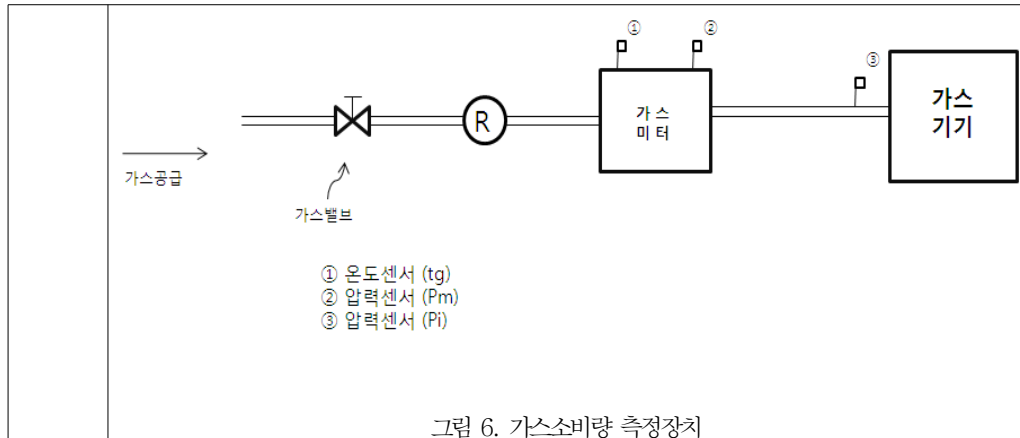 ①
②
③
R
가 스
미 터
가스
기기
가스공급
가스밸브
① 온도센서 (tg)
② 압력센서 (Pm)
③ 압력센서 (Pi)
그림 6. 가스소비량 측정장치